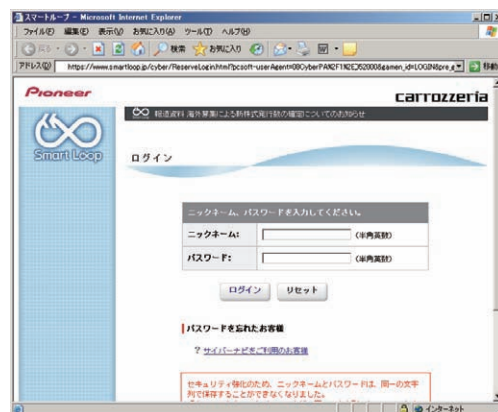 スマートループ - Microsoft Internet Explorer
ファイル(F) 編集(E) 表示(V) お気に入り(A) ツール(T) ヘルプ(H)
戻る 検索 お気に入り
アドレス(D) 移動
Pioneer carrozzeria
Smart Loop
ログイン
ニックネーム、パスワードを入力してください。
ニックネーム: (半角英数)
パスワード: (半角英数)
ログイン リセット
パスワードを忘れたお客様
? サイバーナビをご利用のお客様
セキュリティ強化のため、ニックネームとパスワードは、同一の文字
列で保存することができなくなりました。
インターネット